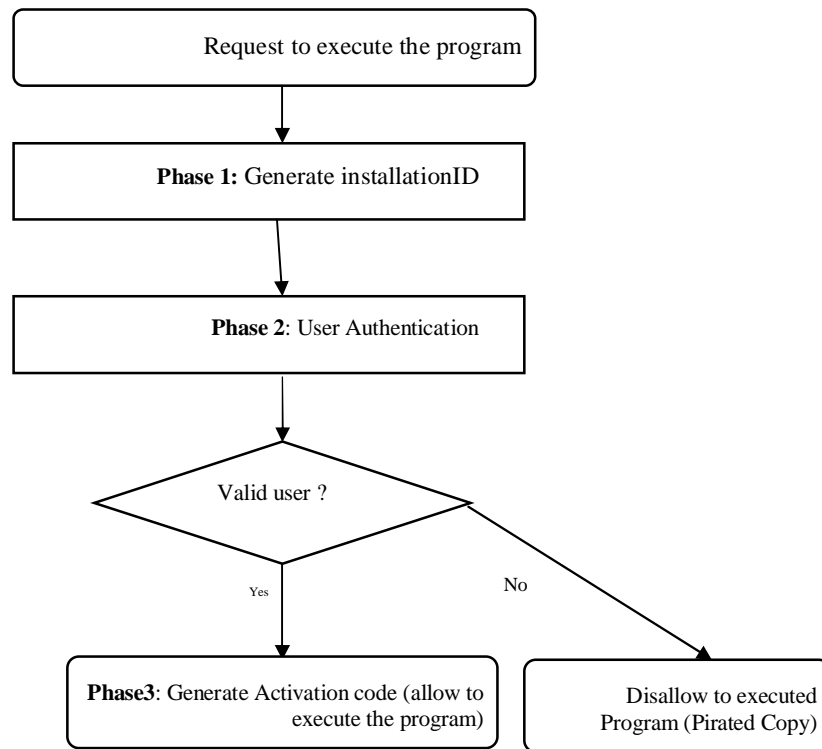 Request to execute the program
Phase 1: Generate installationID
Phase 2: User Authentication
Valid user ?
Yes
No
Phase3: Generate Activation code (allow to
execute the program)
Disallow to executed
Program (Pirated Copy)